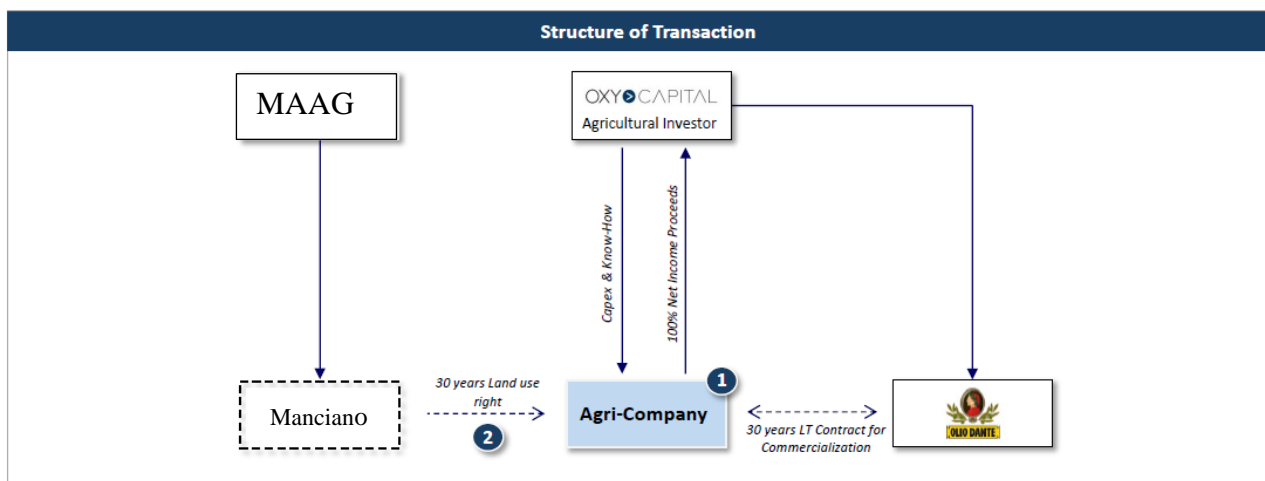 Structure of Transaction
MAAG
OXY CAPITAL
Agricultural Investor
Capex & Know-How
100% Net Income Proceeds
Manciano
30 years Land use
right
2
Agri-Company
1
30 years LT Contract for
Commercialization
OLIO DANTE